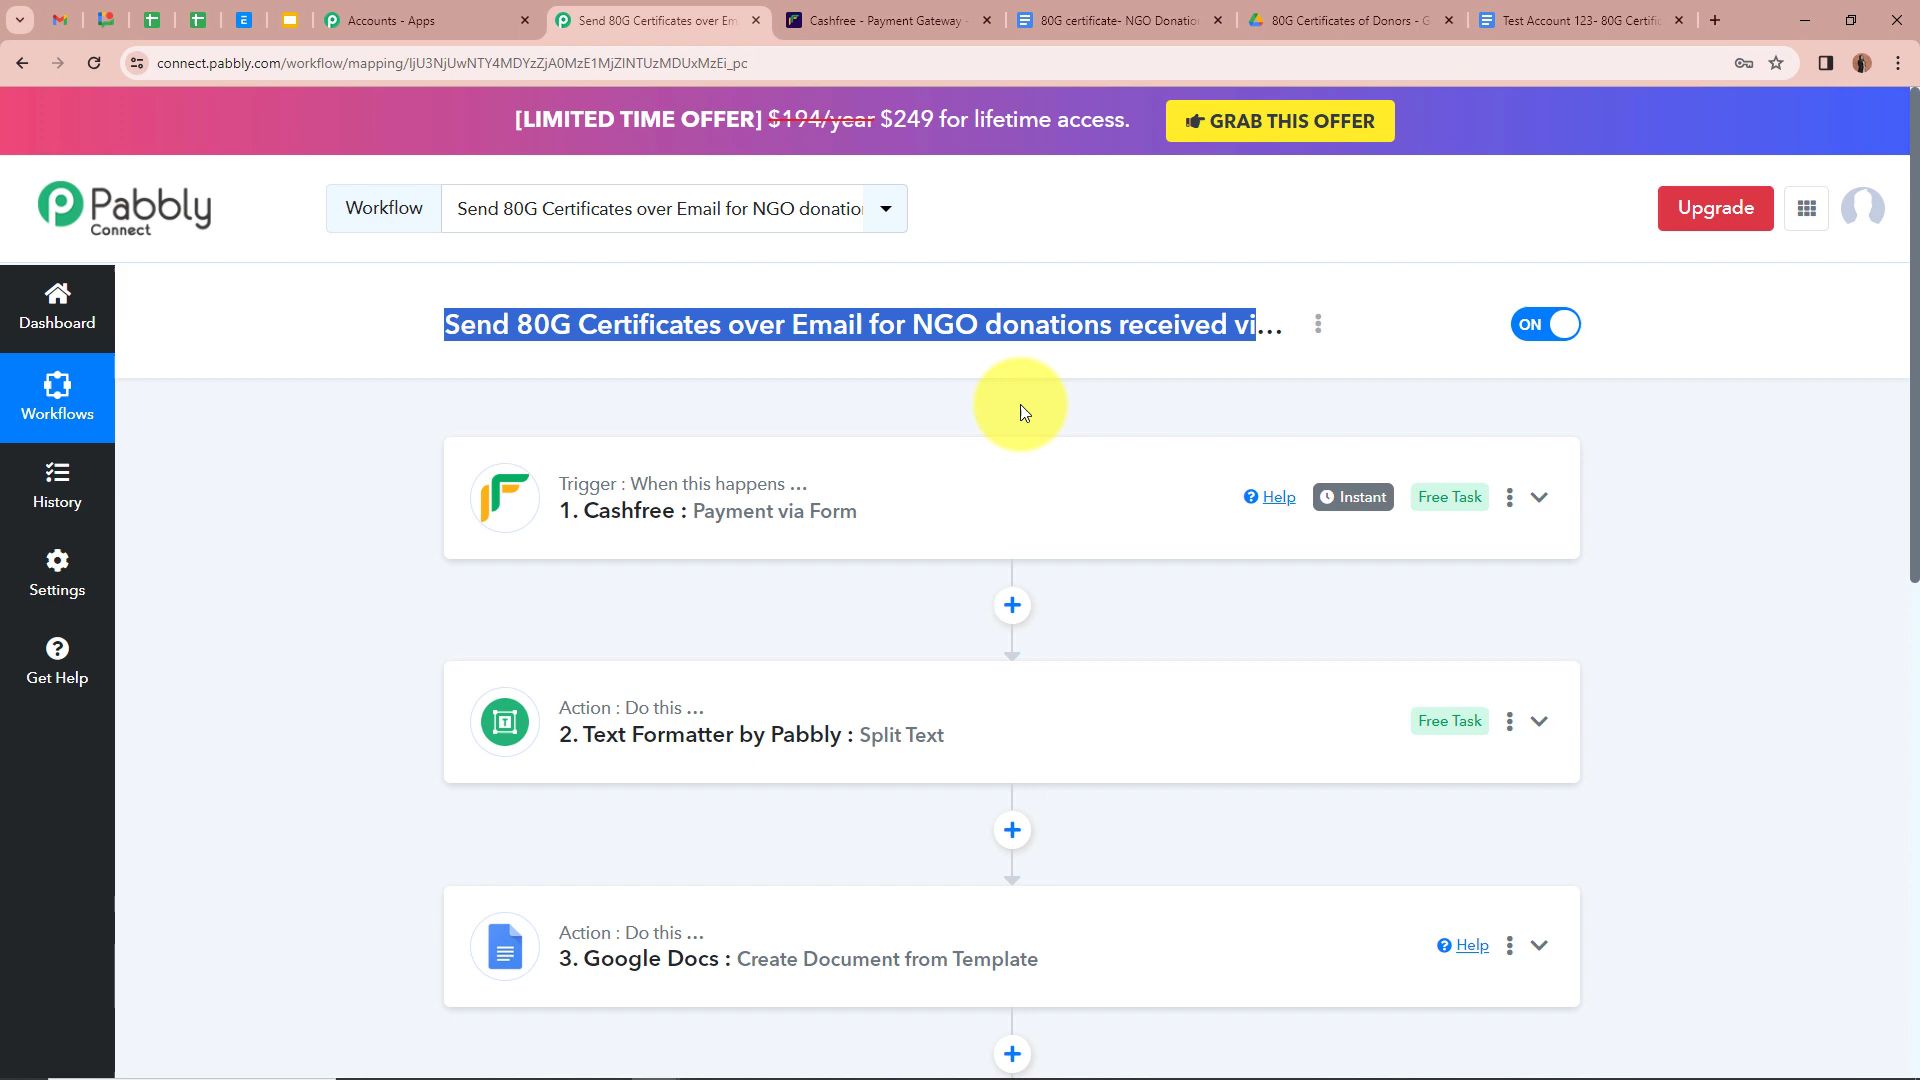 Accounts - Apps
Send 80G Certificates over Em
Cashfree - Payment Gateway -
80G certificate- NGO Donatio
80G Certificates of Donors - G
Test Account 123- 80G Certific
connect.pabbly.com/workflow/mapping/IjU3NjUwNTY4MDYzZjA0MzE1MjZlNTUzMDUxMzEi_pc
[LIMITED TIME OFFER] $194/year $249 for lifetime access.
GRAB THIS OFFER
Pabbly
Connect
Workflow
Send 80G Certificates over Email for NGO donatio
Upgrade
Dashboard
Workflows
History
Settings
Get Help
Send 80G Certificates over Email for NGO donations received vi...
ON
Trigger : When this happens ...
1. Cashfree : Payment via Form
Help
Instant
Free Task
Action : Do this ...
2. Text Formatter by Pabbly : Split Text
Free Task
Action : Do this ...
3. Google Docs : Create Document from Template
Help